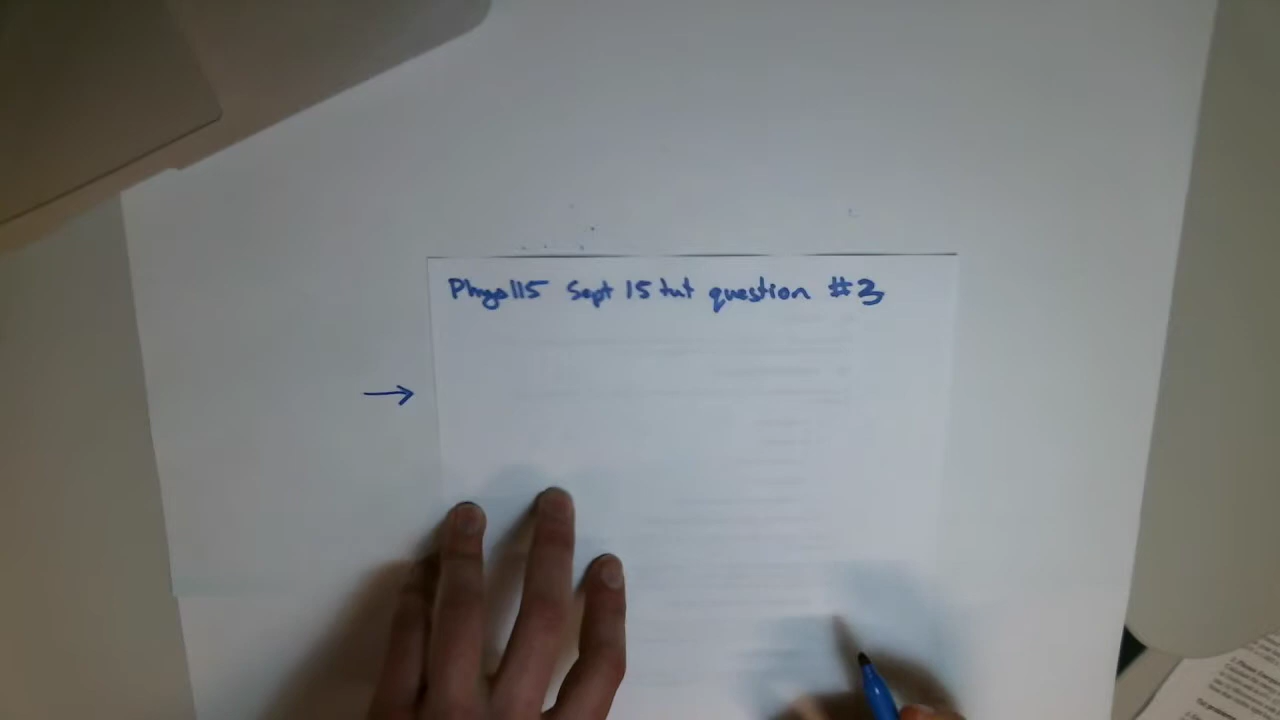 Phys115 Sept 15 tut question #3
→